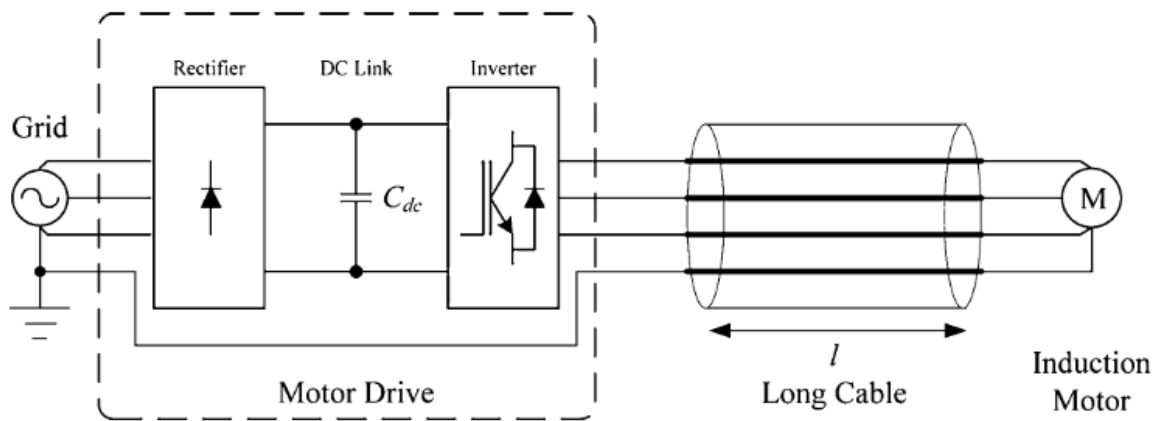 Rectifier
DC Link
Inverter
Grid
C_dc
M
l
Long Cable
Motor Drive
Induction
Motor